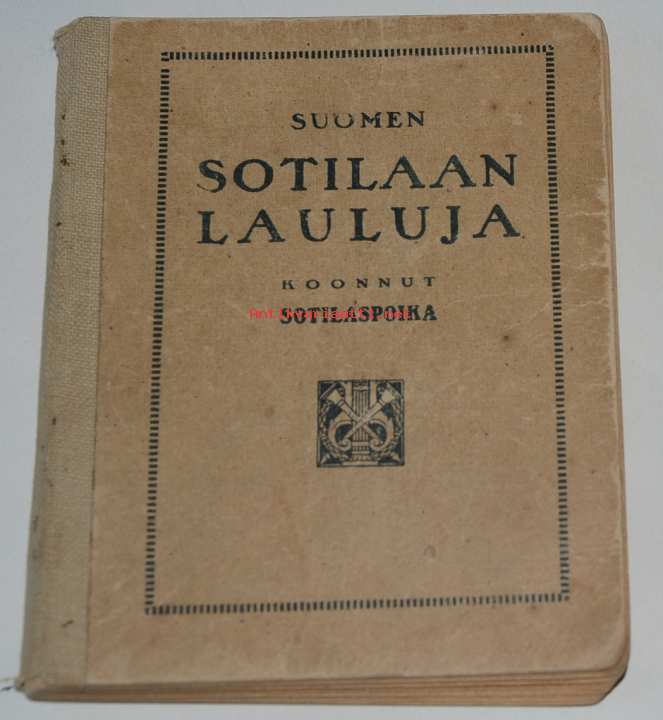 SUOMEN
SOTILAAN
LAULUJA
KOONNUT
SOTILASPOIKA